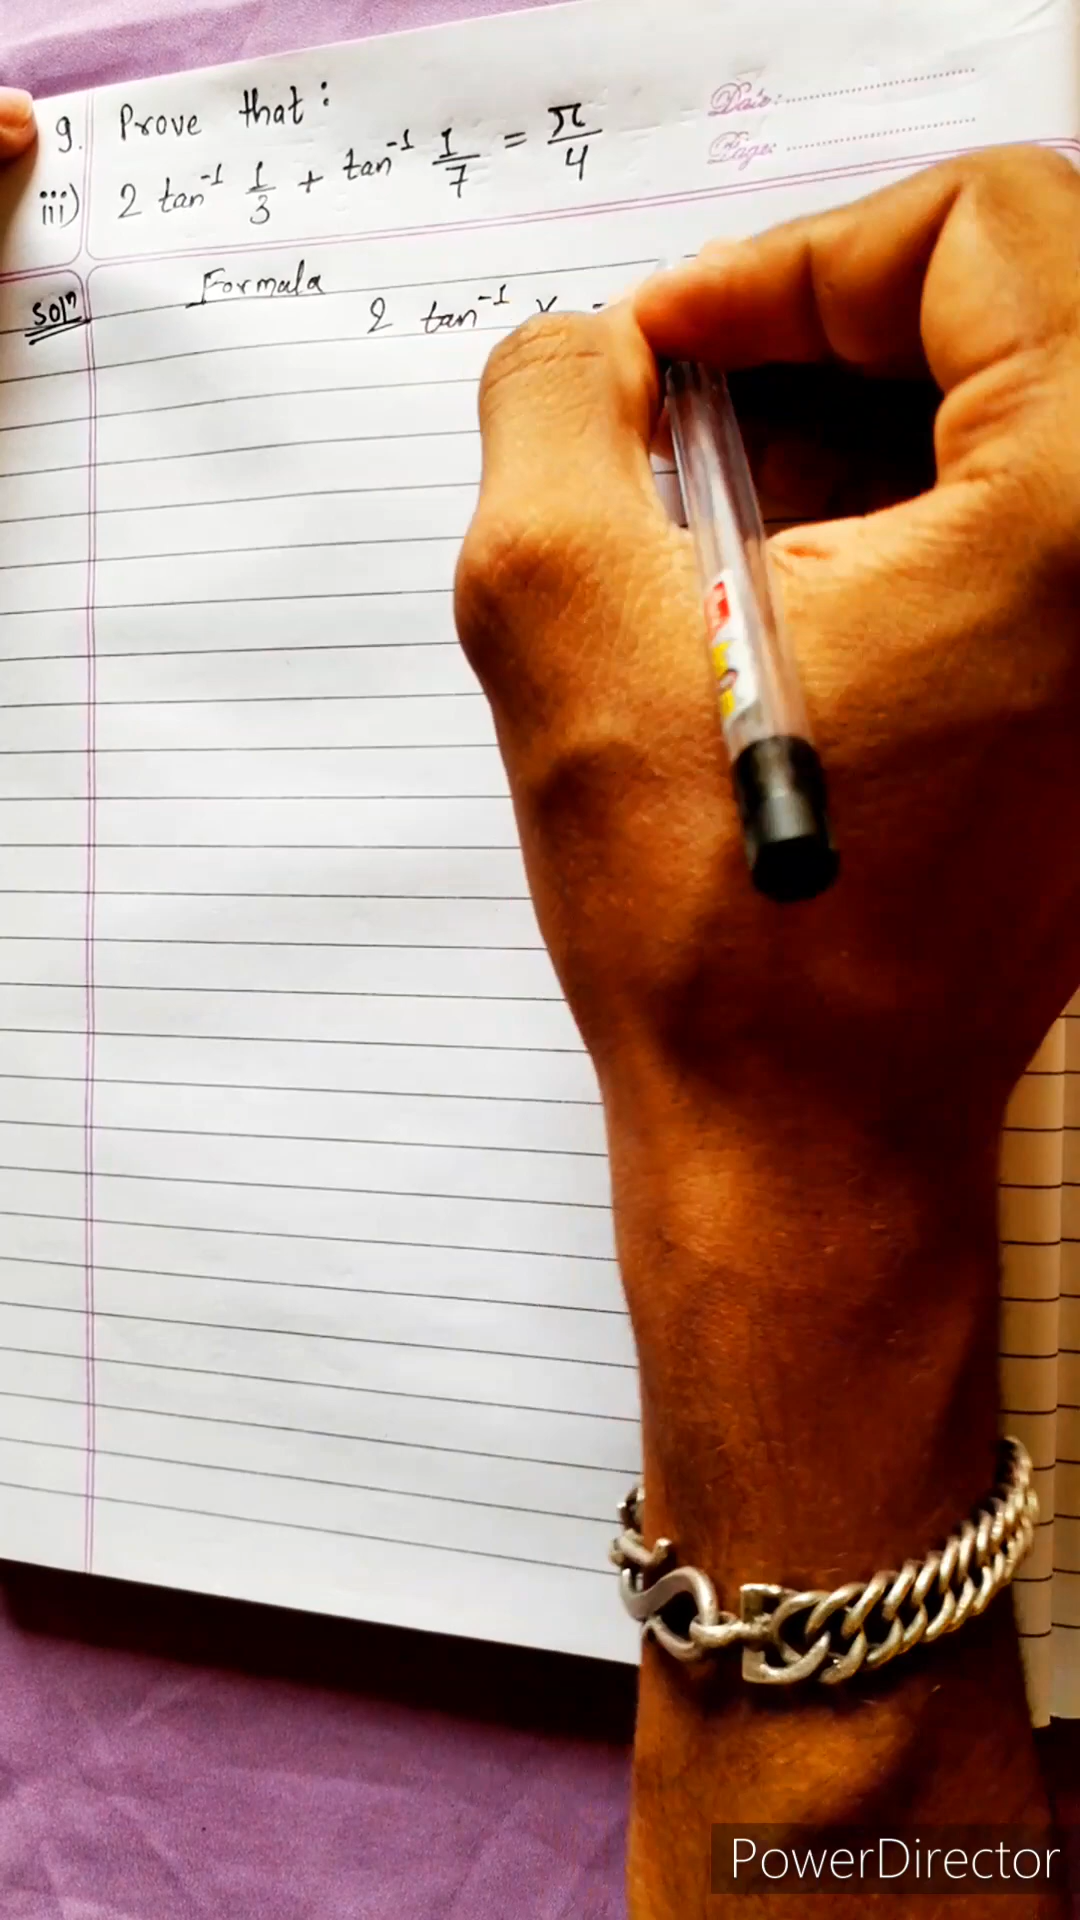 9. Prove that :
iii) 2 tan⁻¹ 1/3 + tan⁻¹ 1/7 = π/4
Date:
Page:
Solⁿ
Formula
2 tan⁻¹ x
PowerDirector